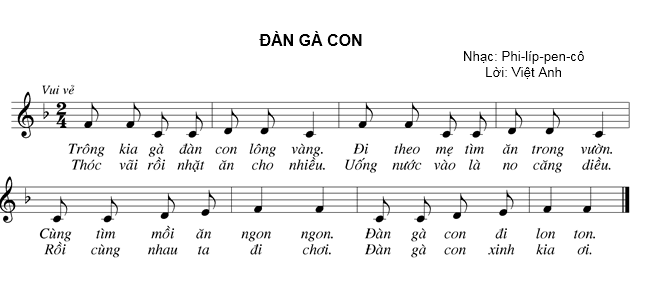 ĐÀN GÀ CON
Nhạc: Phi-líp-pen-cô
Lời: Việt Anh
Vui vẻ
2
4
Trông kia gà đàn con lông vàng. Đi theo mẹ tìm ăn trong vườn.
Thóc vãi rồi nhặt ăn cho nhiều. Uống nước vào là no căng diều.
Cùng tìm mồi ăn ngon ngon. Đàn gà con đi lon ton.
Rồi cùng nhau ta đi chơi. Đàn gà con xinh kia ơi.